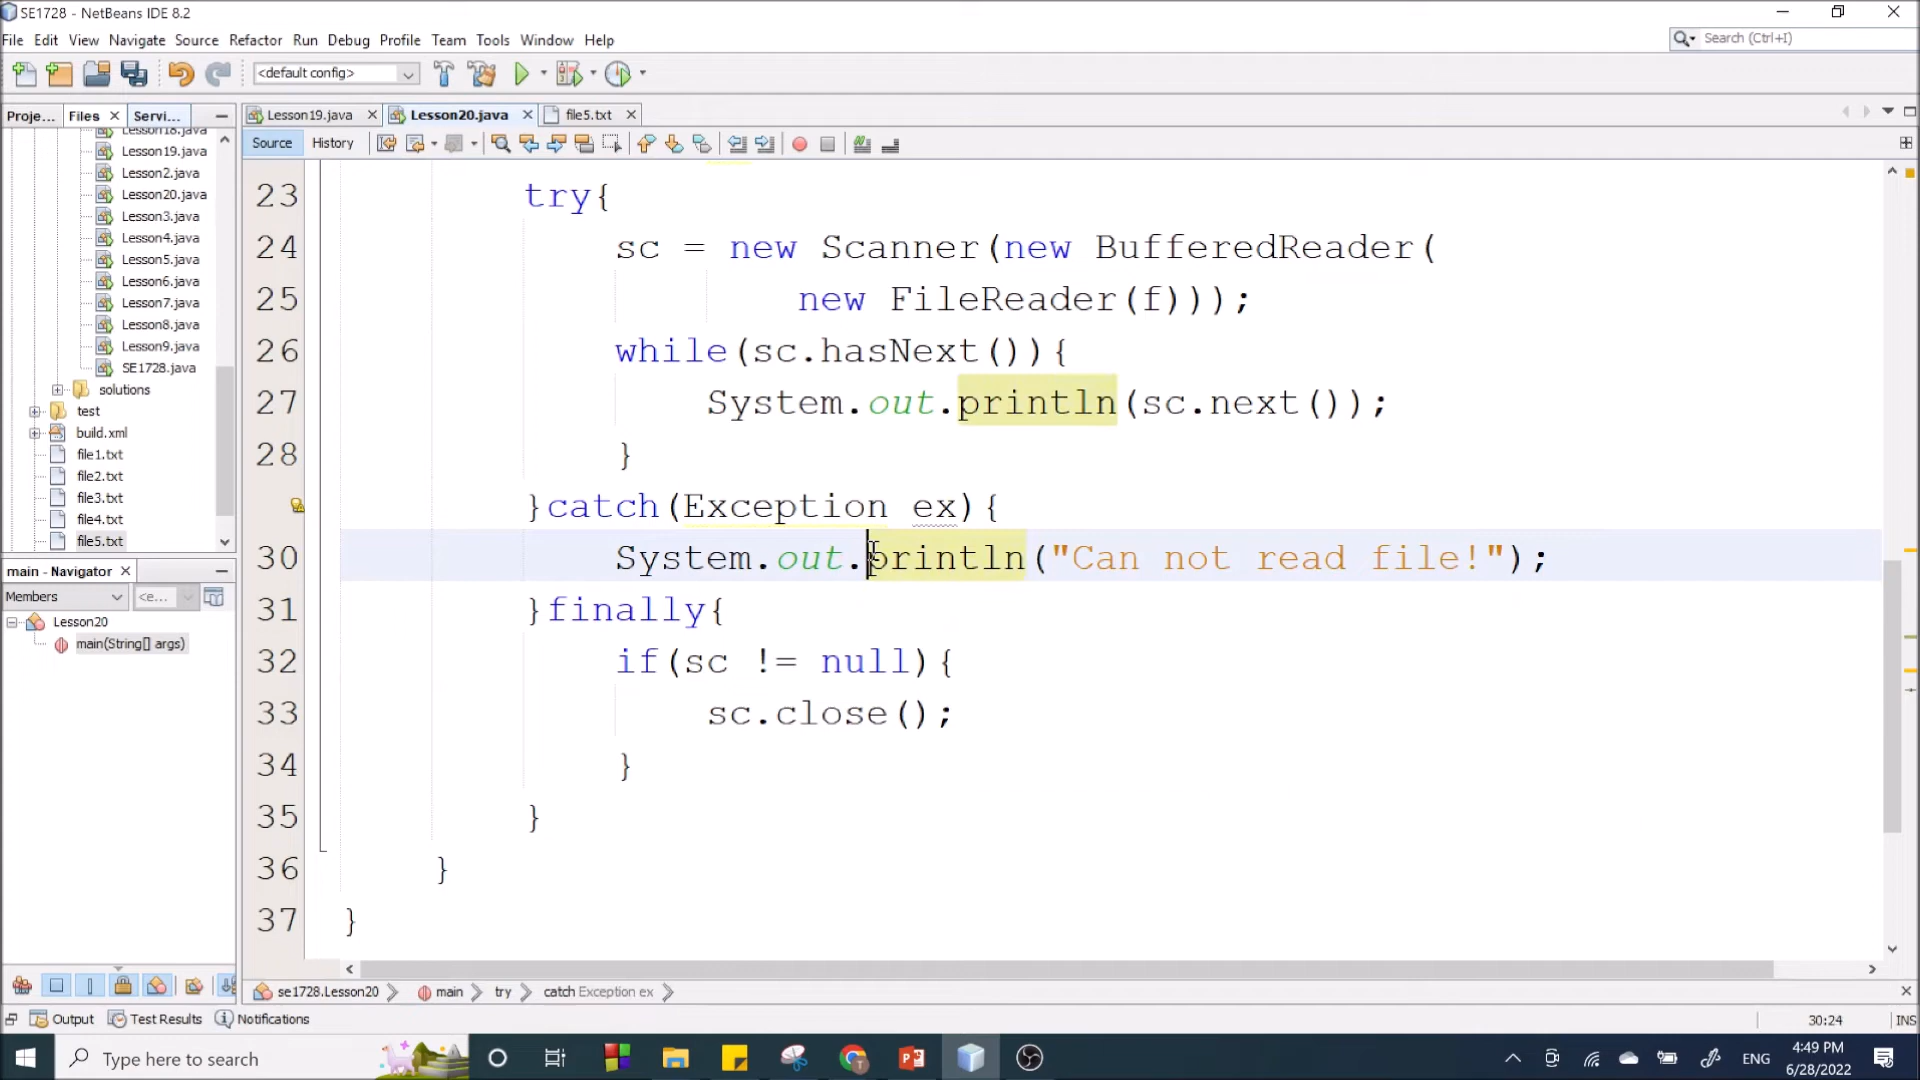 SE1728 - NetBeans IDE 8.2
File Edit View Navigate Source Refactor Run Debug Profile Team Tools Window Help
Search (Ctrl+I)
<default config>
Proje... Files Servi...
Lesson19.java Lesson20.java file5.txt
Source History
Lesson18.java
Lesson19.java
Lesson2.java
Lesson20.java
Lesson3.java
Lesson4.java
Lesson5.java
Lesson6.java
Lesson7.java
Lesson8.java
Lesson9.java
SE1728.java
solutions
test
build.xml
file1.txt
file2.txt
file3.txt
file4.txt
file5.txt
main - Navigator
Members <e...
Lesson20
main(String[] args)
23 try{
24 sc = new Scanner(new BufferedReader(
25 new FileReader(f)));
26 while(sc.hasNext()){
27 System.out.println(sc.next());
28 }
}catch(Exception ex){
30 System.out.println("Can not read file!");
31 }finally{
32 if(sc != null){
33 sc.close();
34 }
35 }
36 }
37 }
se1728.Lesson20 main try catch Exception ex
Output Test Results Notifications
30:24 INS
Type here to search
ENG
4:49 PM
6/28/2022